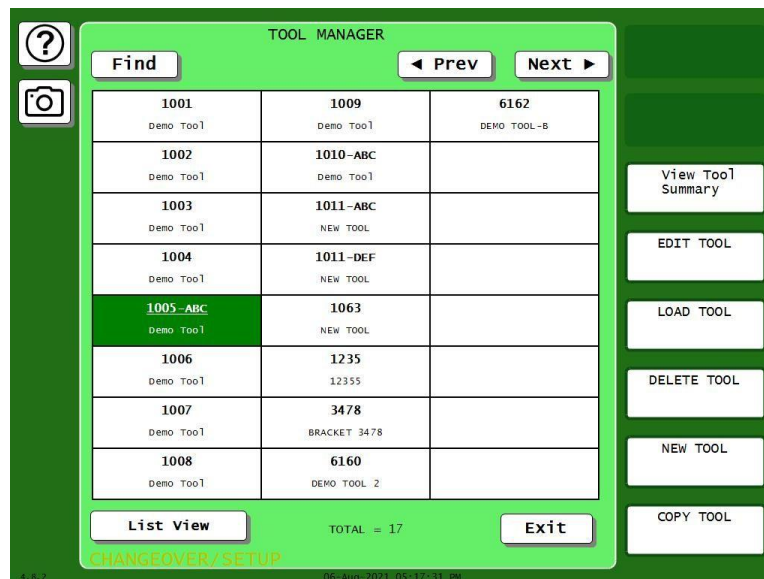 TOOL MANAGER
Find
◄ Prev
Next ►
1001
Demo Tool
1009
Demo Tool
6162
DEMO TOOL-B
1002
Demo Tool
1010-ABC
Demo Tool
1003
Demo Tool
1011-ABC
NEW TOOL
1004
Demo Tool
1011-DEF
NEW TOOL
1005-ABC
Demo Tool
1063
NEW TOOL
1006
Demo Tool
1235
12355
1007
Demo Tool
3478
BRACKET 3478
1008
Demo Tool
6160
DEMO TOOL 2
List View
TOTAL = 17
Exit
CHANGEOVER/SETUP
4.8.2
06-Aug-2021 05:17:31 PM
View Tool
Summary
EDIT TOOL
LOAD TOOL
DELETE TOOL
NEW TOOL
COPY TOOL